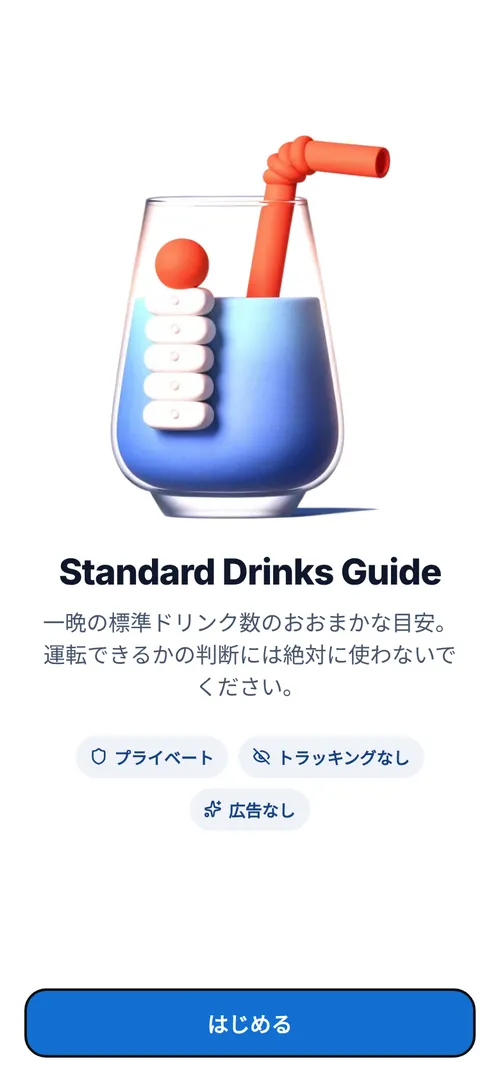 Standard Drinks Guide
一晩の標準ドリンク数のおおまかな目安。
運転できるかの判断には絶対に使わないで
ください。
プライベート
トラッキングなし
広告なし
はじめる